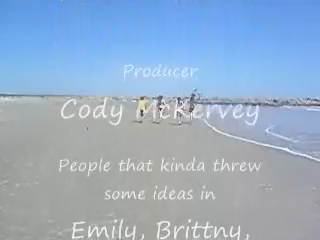 Producer
Cody McKervey
People that kinda threw
some ideas in
Emily, Brittny,